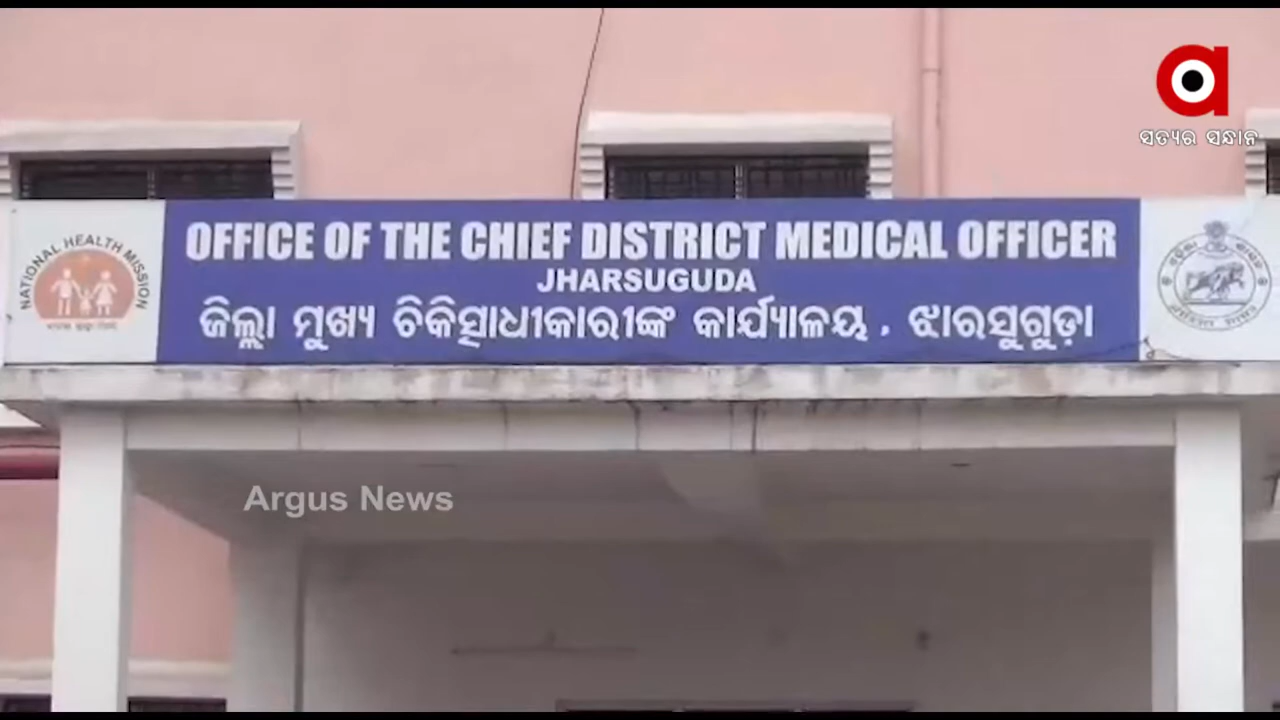 ସତ୍ୟର ସନ୍ଧାନ
OFFICE OF THE CHIEF DISTRICT MEDICAL OFFICER
JHARSUGUDA
ଜିଲ୍ଲା ମୁଖ୍ୟ ଚିକିତ୍ସାଧୀକାରୀଙ୍କ କାର୍ଯ୍ୟାଳୟ , ଝାରସୁଗୁଡ଼ା
NATIONAL HEALTH MISSION
Argus News